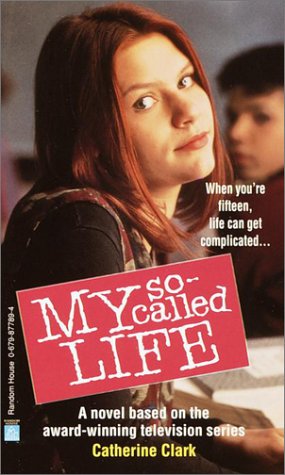 When you're
fifteen,
life can get
complicated...
MY so-
called
LIFE
A novel based on the
award-winning television series
Catherine Clark
Random House 0-679-87789-4